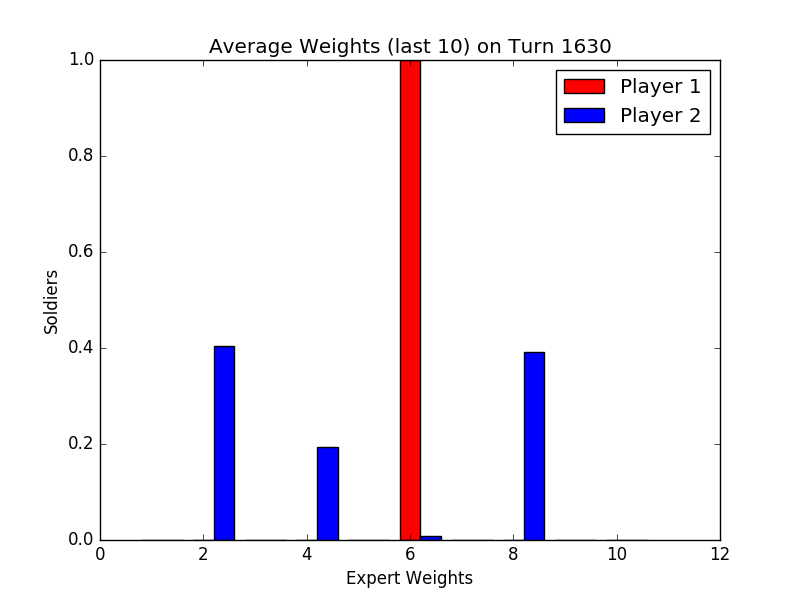 Average Weights (last 10) on Turn 1630
1.0
Player 1
Player 2
0.8
0.6
Soldiers
0.4
0.2
0.0
0 2 4 6 8 10 12
Expert Weights